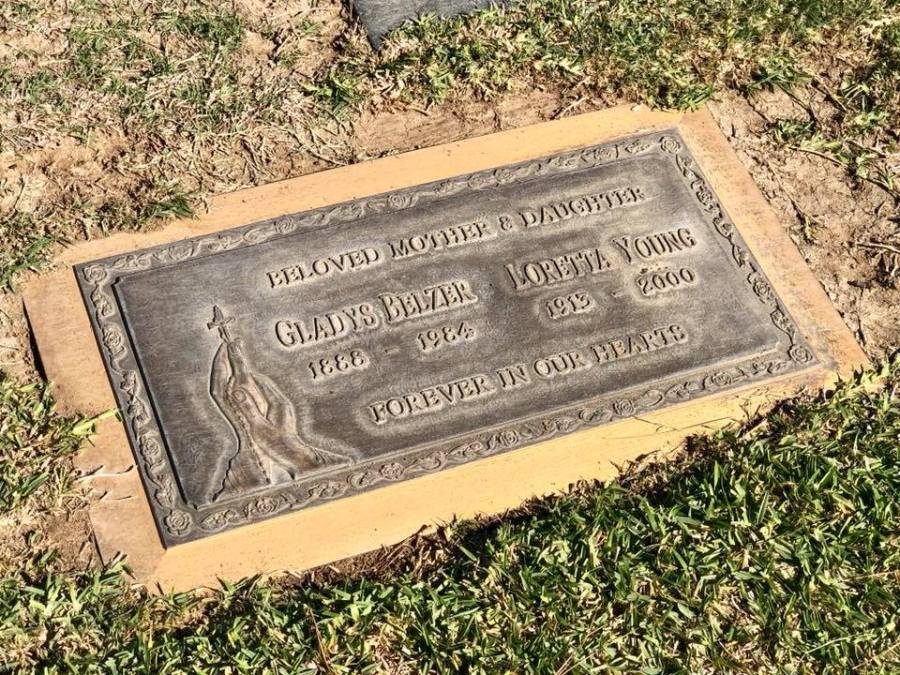 BELOVED MOTHER & DAUGHTER
GLADYS BELZER LORETTA YOUNG
1888 - 1984 1913 - 2000
FOREVER IN OUR HEARTS